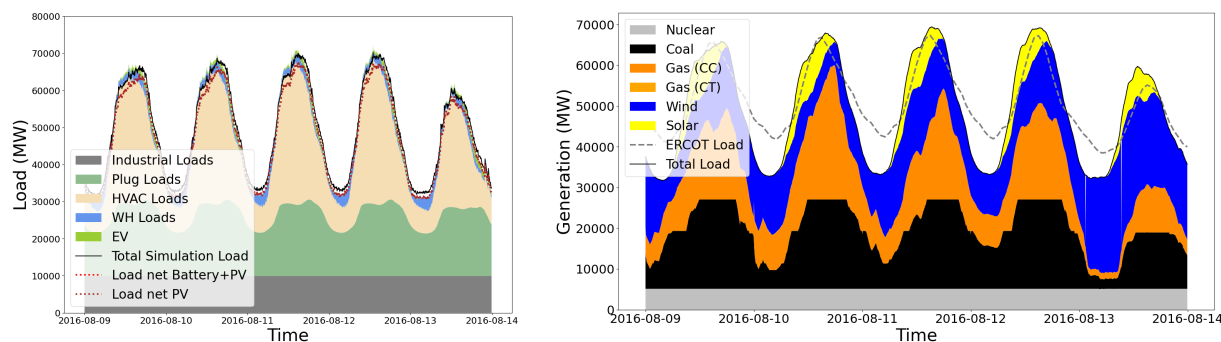 80000
70000
60000
50000
40000
30000
20000
10000
0
Load (MW)
Industrial Loads
Plug Loads
HVAC Loads
WH Loads
EV
Total Simulation Load
Load net Battery+PV
Load net PV
2016-08-09 2016-08-10 2016-08-11 2016-08-12 2016-08-13 2016-08-14
Time
70000
60000
50000
40000
30000
20000
10000
0
Generation (MW)
Nuclear
Coal
Gas (CC)
Gas (CT)
Wind
Solar
ERCOT Load
Total Load
2016-08-09 2016-08-10 2016-08-11 2016-08-12 2016-08-13 2016-08-14
Time